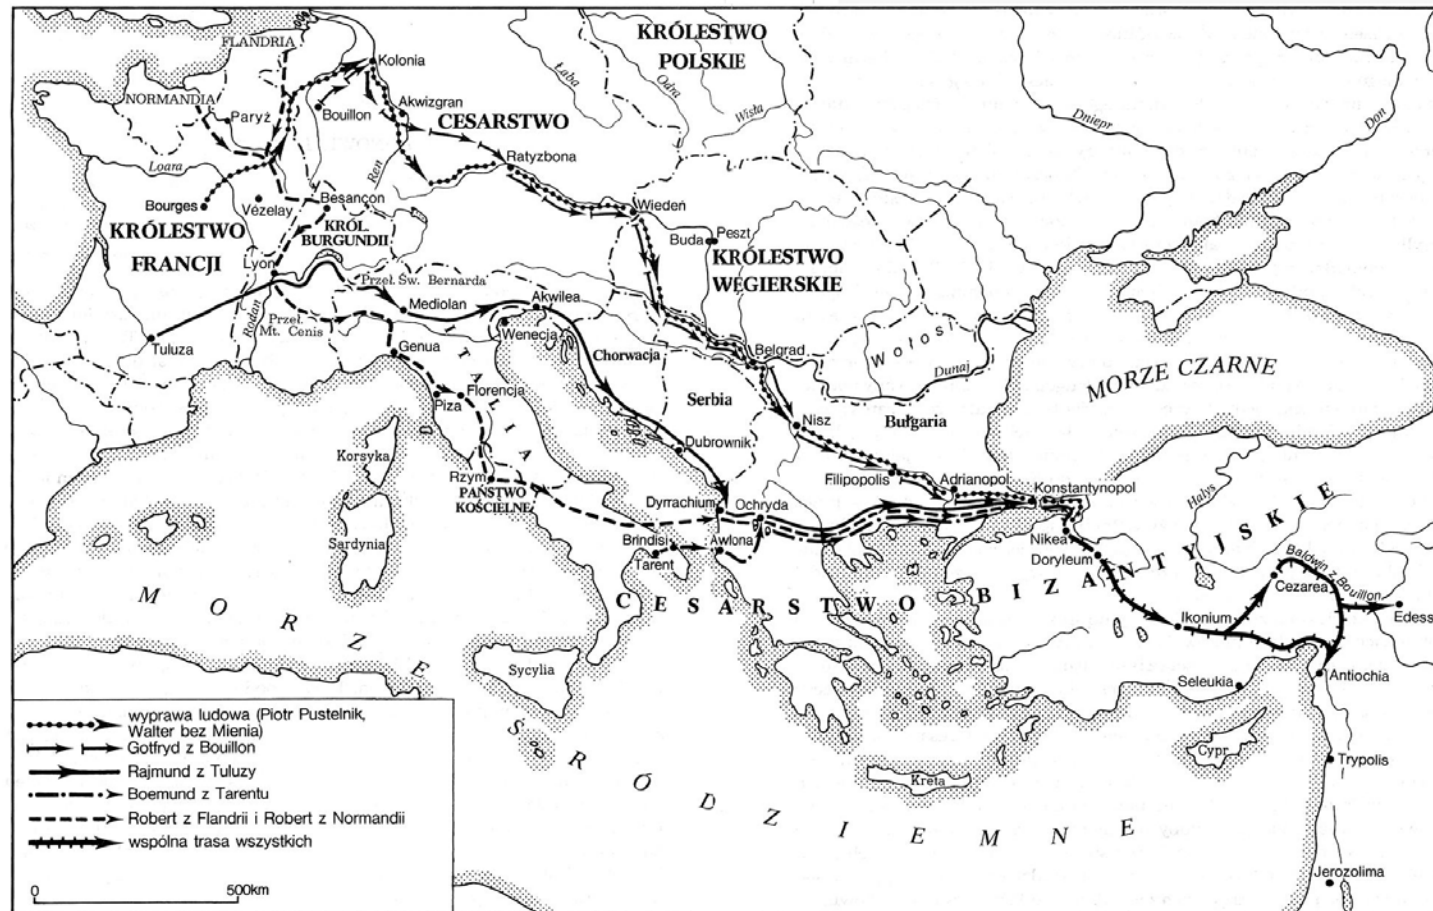 FLANDRIA
KRÓLESTWO
POLSKIE
Kolonia
Łaba
Odra
Wisła
NORMANDIA
Paryż
Bouillon
Akwizgran
CESARSTWO
Dniepr
Don
Loara
Ren
Ratyzbona
Bourges
Vézelay
Besançon
Wiedeń
KRÓLESTWO
FRANCJI
KRÓL.
BURGUNDII
Buda
Peszt
KRÓLESTWO
WĘGIERSKIE
Lyon
Przeł. Św. Bernarda
Rodan
Przeł.
Mt. Cenis
Mediolan
Akwilea
Wenecja
Tuluza
Genua
Chorwacja
Belgrad
Wołosi
Dunaj
MORZE CZARNE
ITALIA
Piza
Florencja
Serbia
Nisz
Bułgaria
Korsyka
Dubrownik
Rzym
PAŃSTWO
KOŚCIELNE
Filipopolis
Adrianopol
Konstantynopol
Halys
Dyrrachium
Ochryda
Sardynia
Brindisi
Tarent
Awlona
Nikea
Doryleum
CESARSTWO BIZANTYJSKIE
Baldwin z Bouillon
Cezarea
Edess
Ikonium
Sycylia
Seleukia
Antiochia
MORZE ŚRÓDZIEMNE
Kreta
Cypr
Trypolis
Jerozolima
wyprawa ludowa (Piotr Pustelnik,
Walter bez Mienia)
Gotfryd z Bouillon
Rajmund z Tuluzy
Boemund z Tarentu
Robert z Flandrii i Robert z Normandii
wspólna trasa wszystkich
0 500km